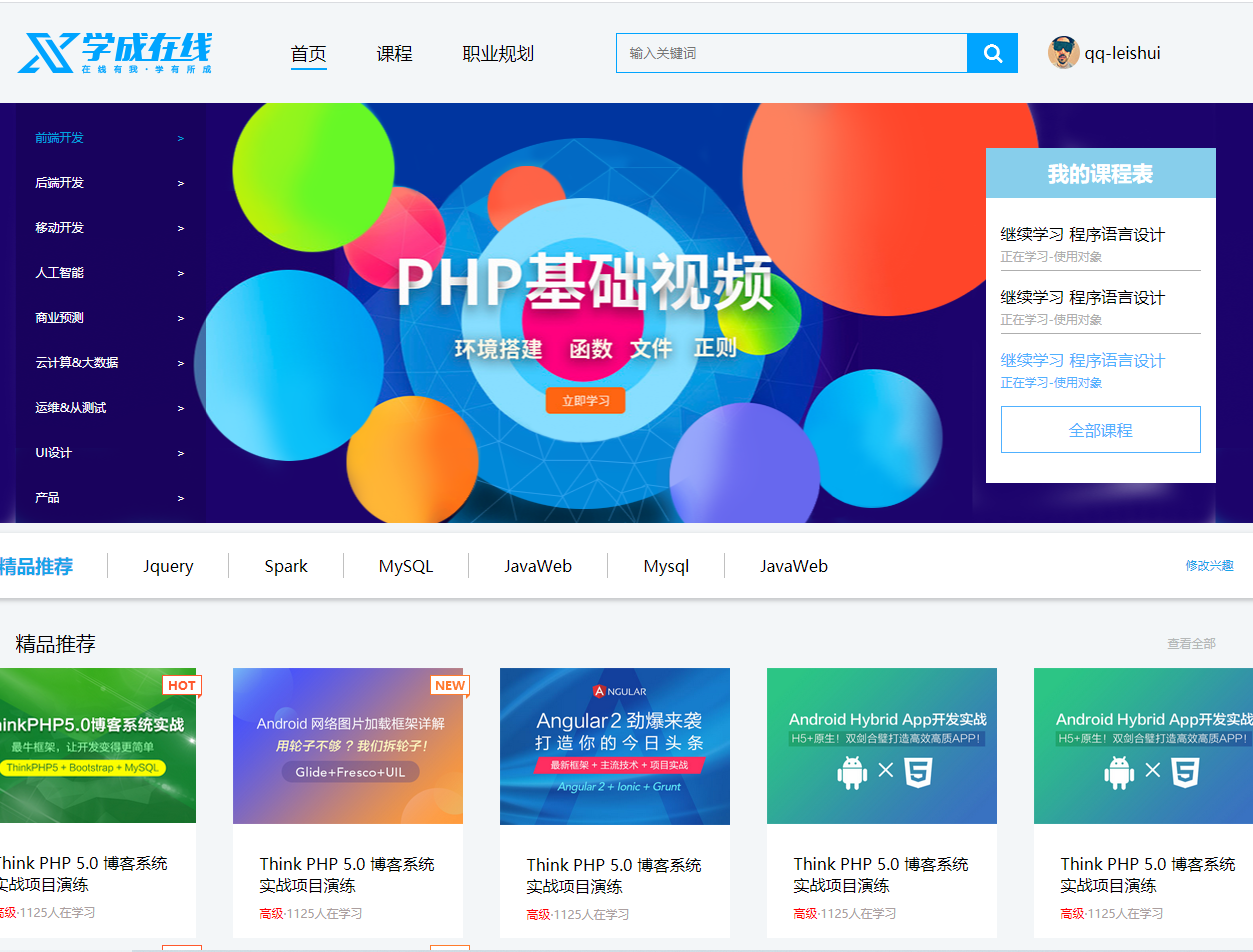 学成在线
在线有我·学有所成
首页 课程 职业规划
输入关键词
qq-leishui
前端开发 >
后端开发 >
移动开发 >
人工智能 >
商业预测 >
云计算&大数据 >
运维&从测试 >
UI设计 >
产品 >
PHP基础视频
环境搭建 函数 文件 正则
立即学习
我的课程表
继续学习 程序语言设计
正在学习-使用对象
继续学习 程序语言设计
正在学习-使用对象
继续学习 程序语言设计
正在学习-使用对象
全部课程
精品推荐 Jquery Spark MySQL JavaWeb Mysql JavaWeb 修改兴趣
精品推荐 查看全部
HOT
inkPHP5.0博客系统实战
最牛框架，让开发变得更简单
ThinkPHP5 + Bootstrap + MySQL
Think PHP 5.0 博客系统
实战项目演练
高级·1125人在学习
NEW
Android 网络图片加载框架详解
用轮子不够？我们拆轮子！
Glide+Fresco+UIL
Think PHP 5.0 博客系统
实战项目演练
高级·1125人在学习
ANGULAR
Angular2 劲爆来袭
打造你的今日头条
最新框架 + 主流技术 + 项目实战
Angular 2 + Ionic + Grunt
Think PHP 5.0 博客系统
实战项目演练
高级·1125人在学习
Android Hybrid App开发实战
H5+原生！双剑合璧打造高效高质APP！
Think PHP 5.0 博客系统
实战项目演练
高级·1125人在学习
Android Hybrid App开发实战
H5+原生！双剑合璧打造高效高质APP！
Think PHP 5.0 博客系统
实战项目演练
高级·1125人在学习